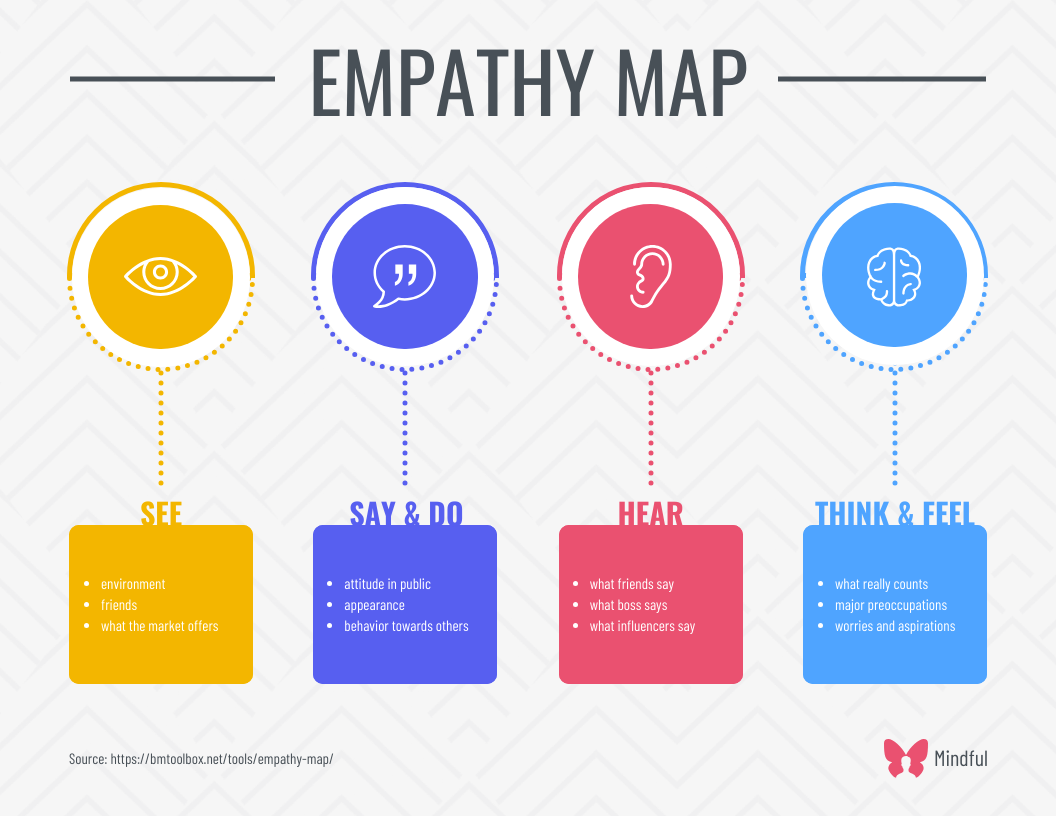 EMPATHY MAP
SEE
environment
friends
what the market offers
SAY & DO
attitude in public
appearance
behavior towards others
HEAR
what friends say
what boss says
what influencers say
THINK & FEEL
what really counts
major preoccupations
worries and aspirations
Source: https://bmtoolbox.net/tools/empathy-map/
Mindful